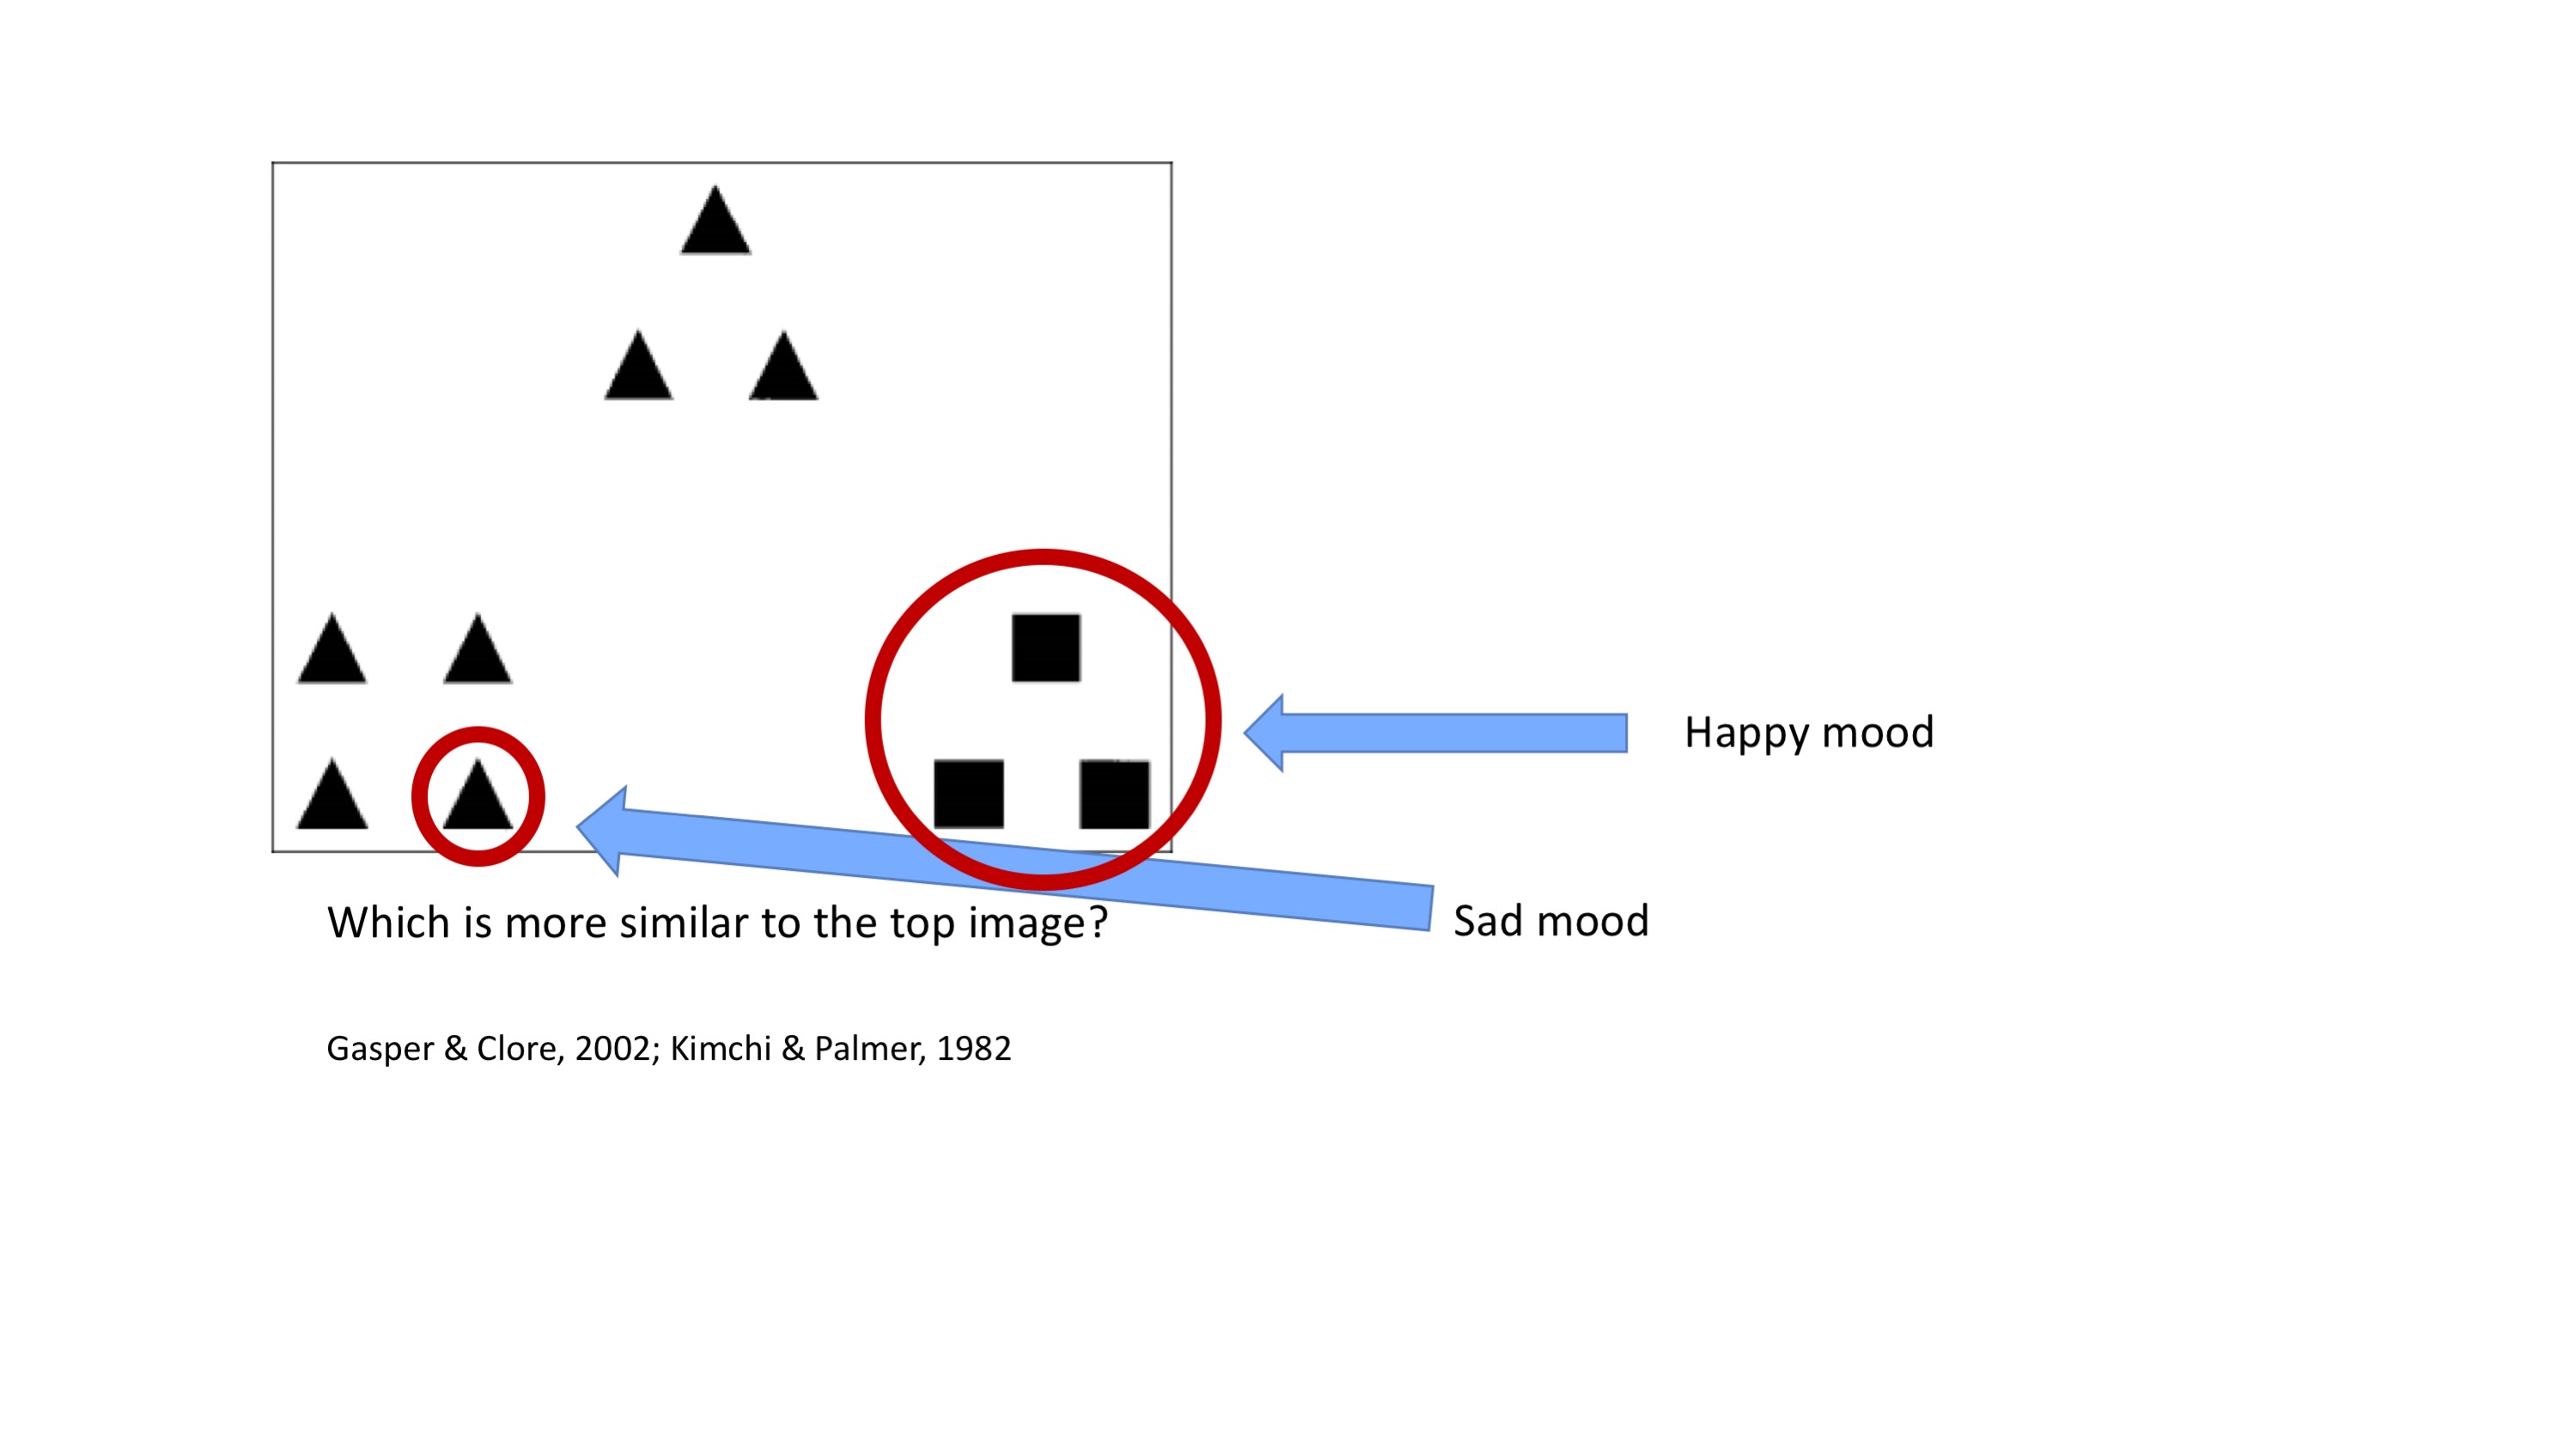 Happy mood
Which is more similar to the top image?
Sad mood
Gasper & Clore, 2002; Kimchi & Palmer, 1982